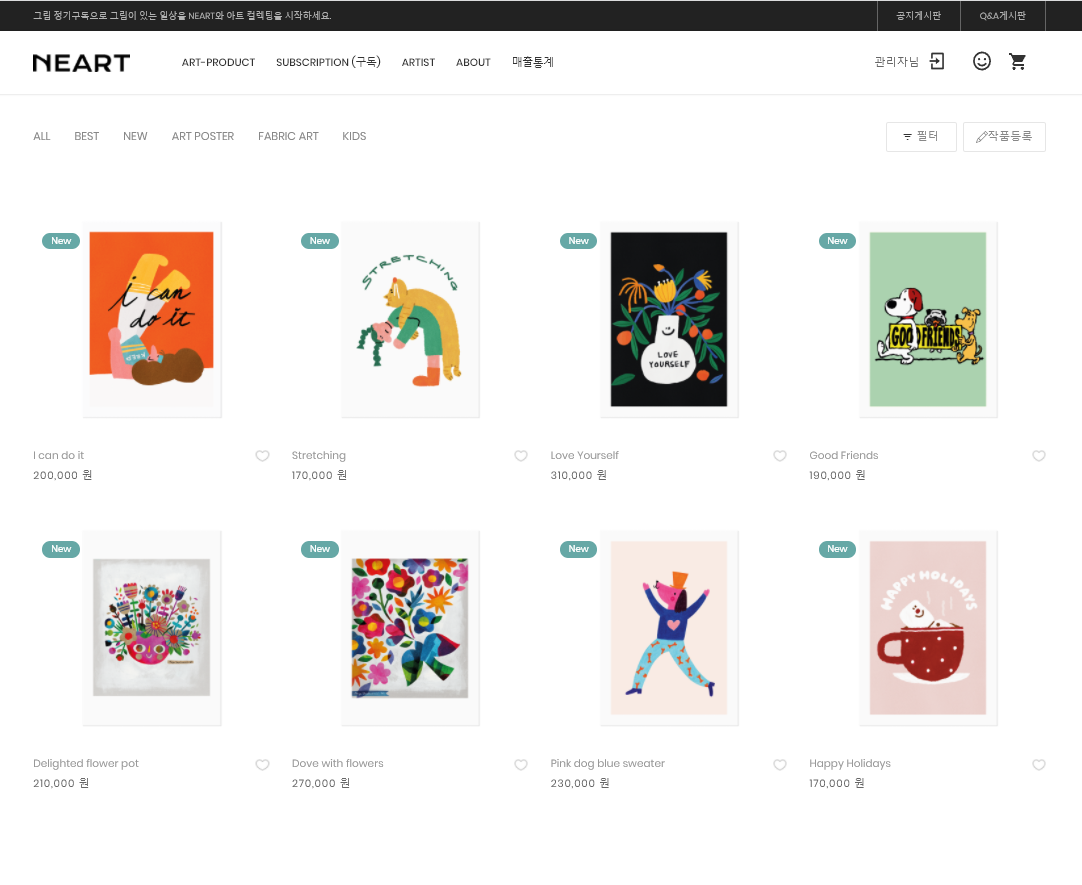 그림 정기구독으로 그림이 있는 일상을 NEART와 아트 컬렉팅을 시작하세요. 공지게시판 Q&A게시판
NEART ART-PRODUCT SUBSCRIPTION (구독) ARTIST ABOUT 매출통계 관리자님
ALL BEST NEW ART POSTER FABRIC ART KIDS 필터 작품등록
New New New New
i can
do it
STRETCHING
LOVE
YOURSELF
GOOD FRIENDS
I can do it Stretching Love Yourself Good Friends
200,000 원 170,000 원 310,000 원 190,000 원
New New New New
HAPPY HOLIDAYS
Delighted flower pot Dove with flowers Pink dog blue sweater Happy Holidays
210,000 원 270,000 원 230,000 원 170,000 원